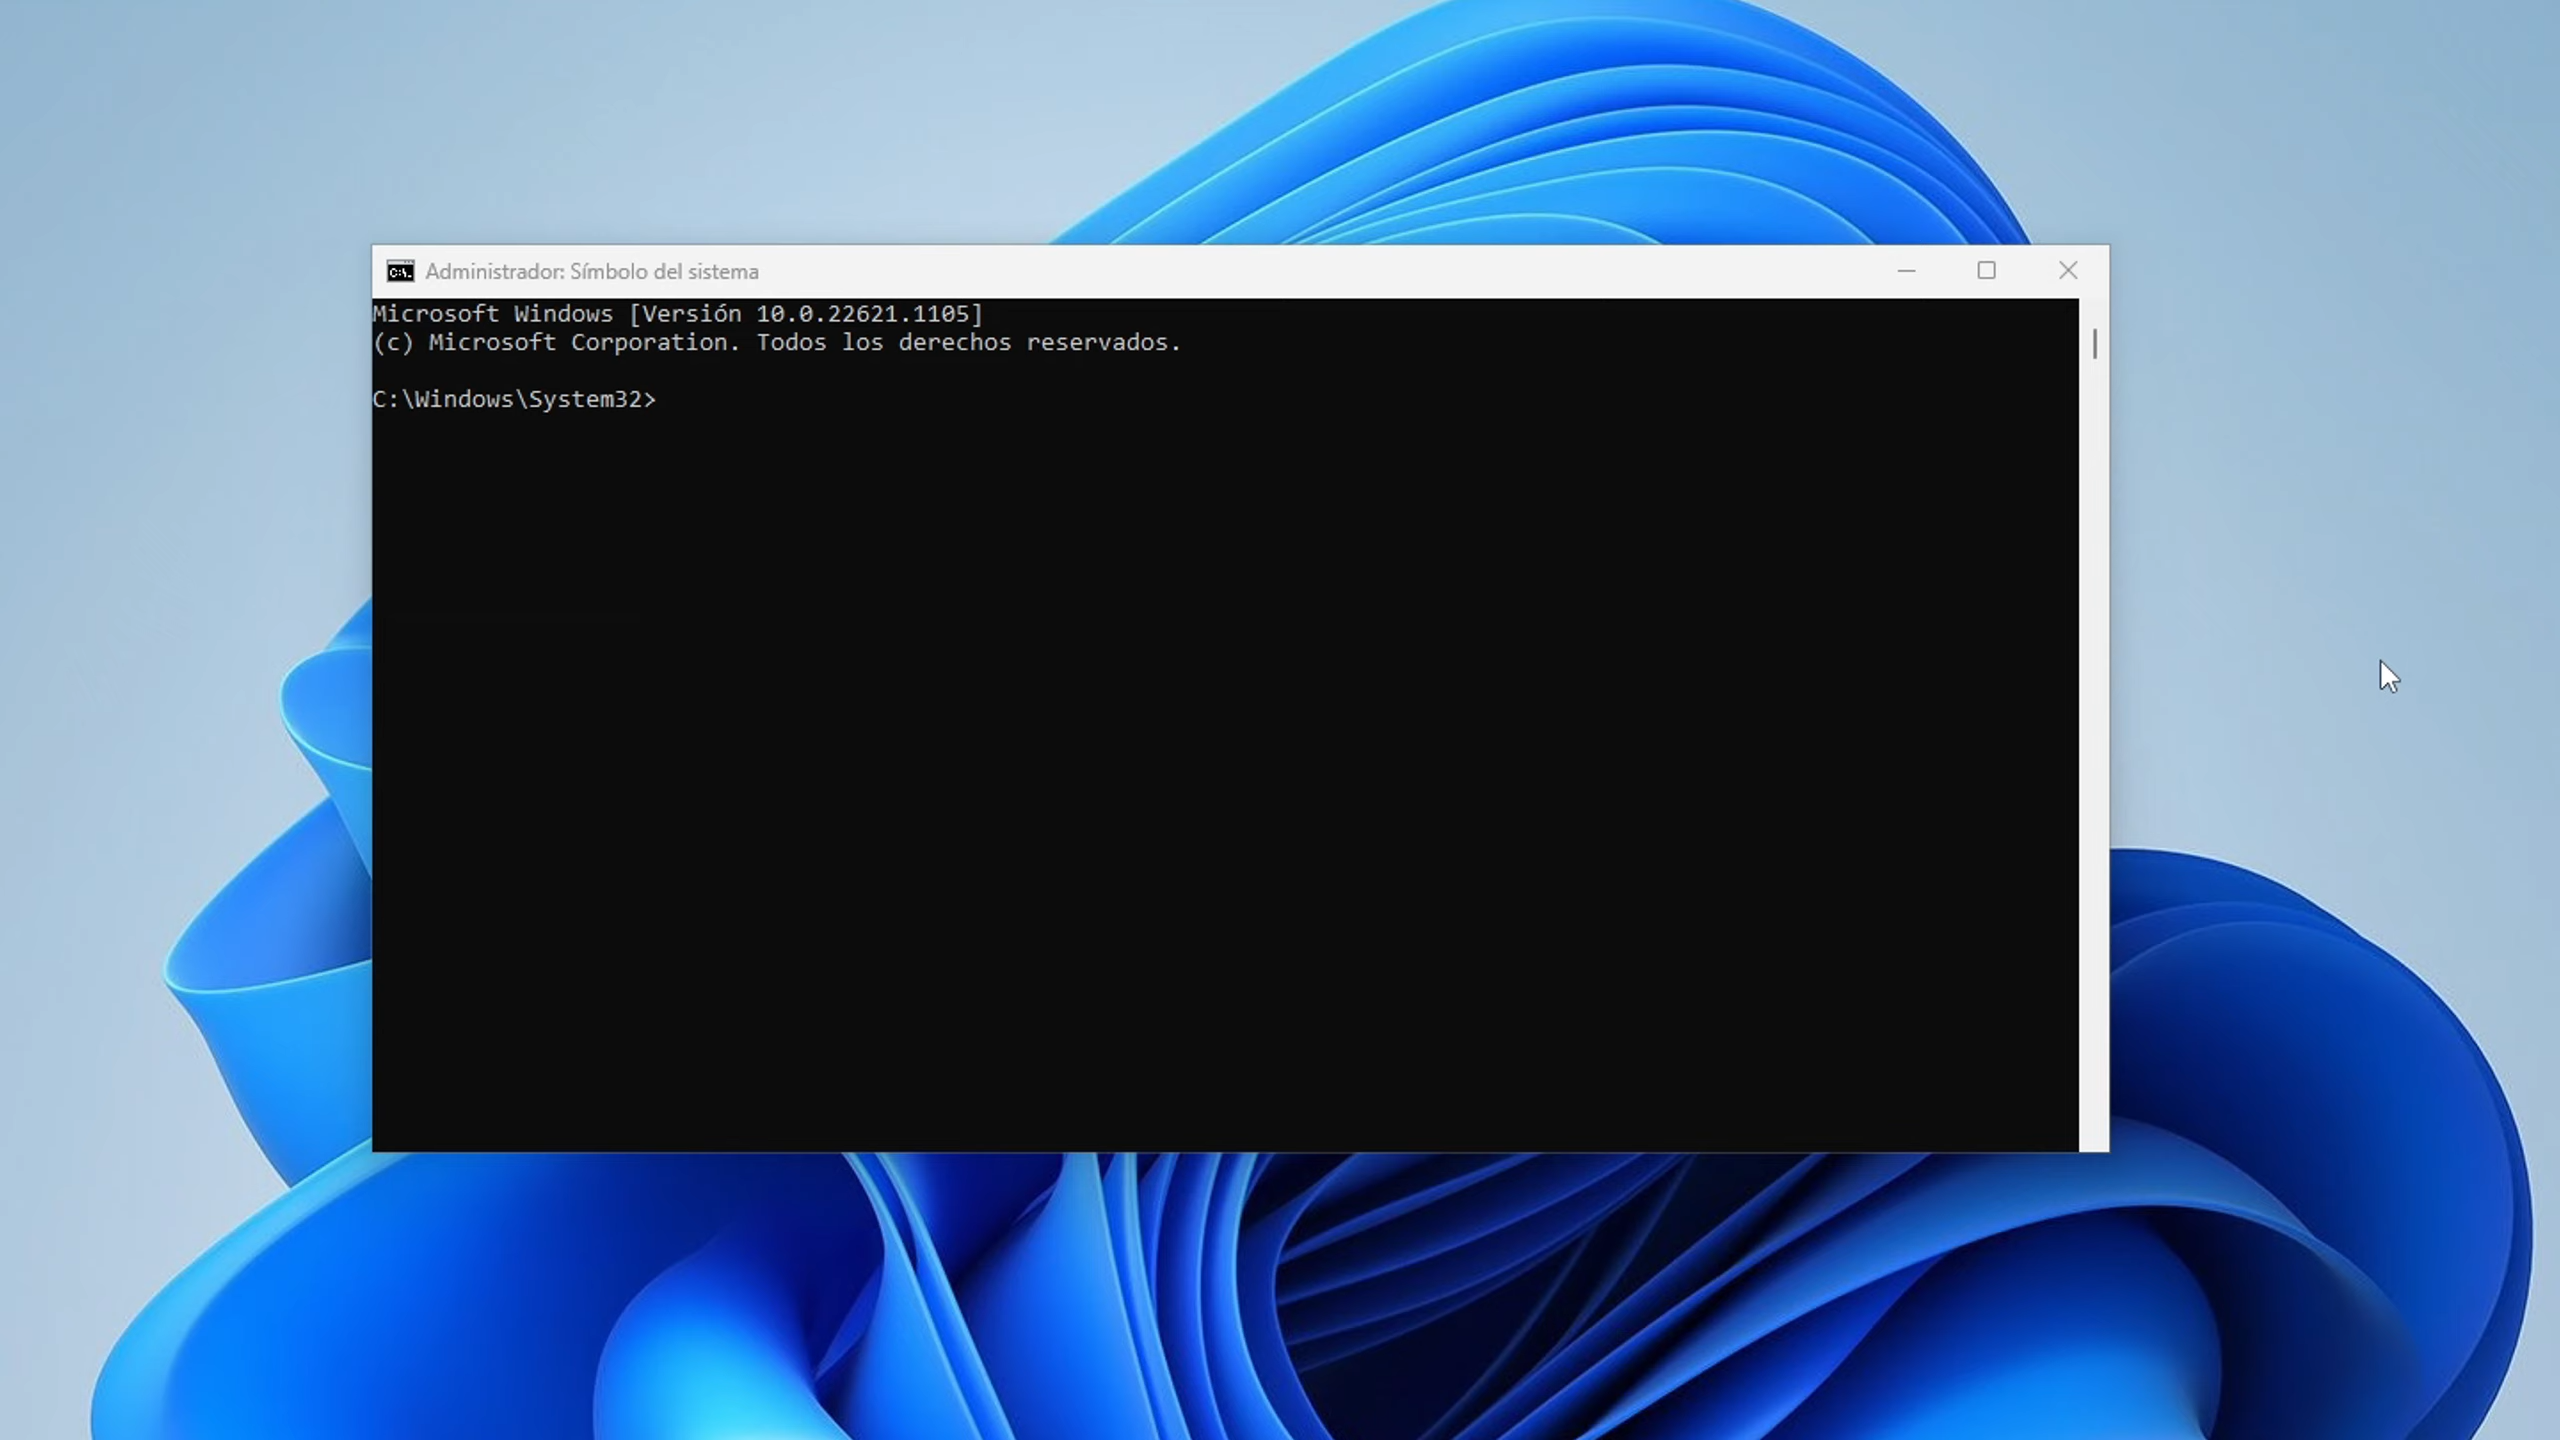 Administrador: Símbolo del sistema
Microsoft Windows [Versión 10.0.22621.1105]
(c) Microsoft Corporation. Todos los derechos reservados.
C:\Windows\System32>